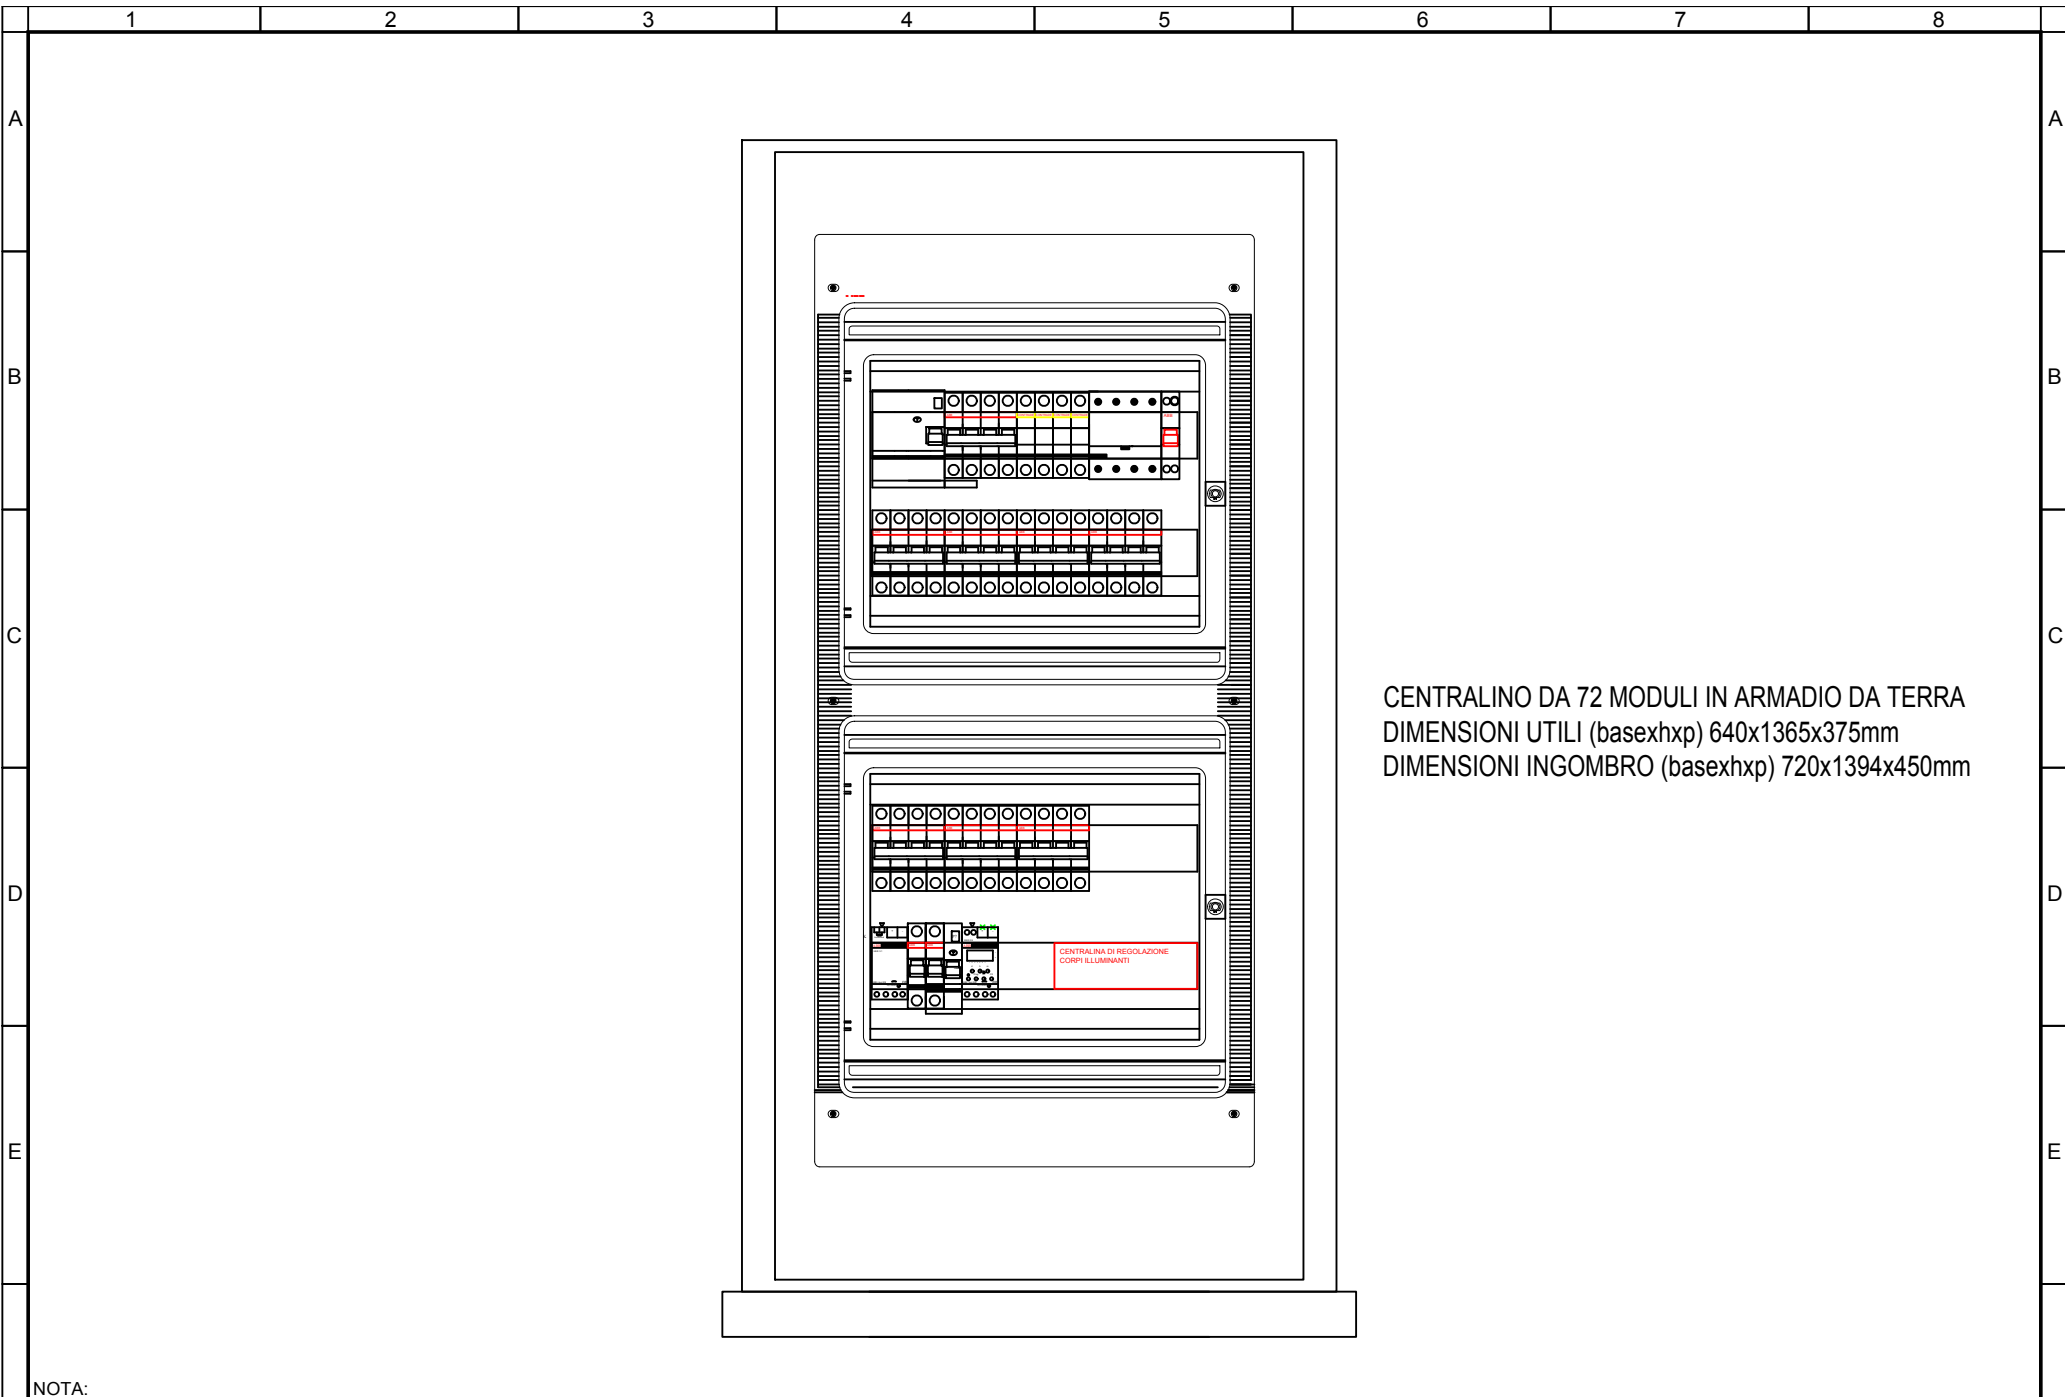 1 2 3 4 5 6 7 8
A A
B B
C C
CENTRALINO DA 72 MODULI IN ARMADIO DA TERRA
DIMENSIONI UTILI (basexhxp) 640x1365x375mm
DIMENSIONI INGOMBRO (basexhxp) 720x1394x450mm
D D
CENTRALINA DI REGOLAZIONE
CORPI ILLUMINANTI
E E
NOTA: